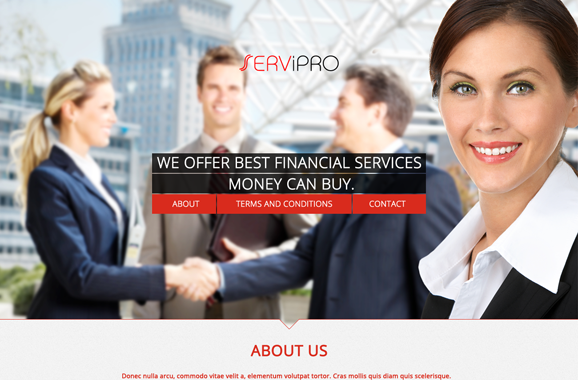 SERViPRO
WE OFFER BEST FINANCIAL SERVICES
MONEY CAN BUY.
ABOUT TERMS AND CONDITIONS CONTACT
ABOUT US
Donec nulla arcu, commodo vitae velit a, elementum volutpat tortor. Cras mollis quis diam quis scelerisque.